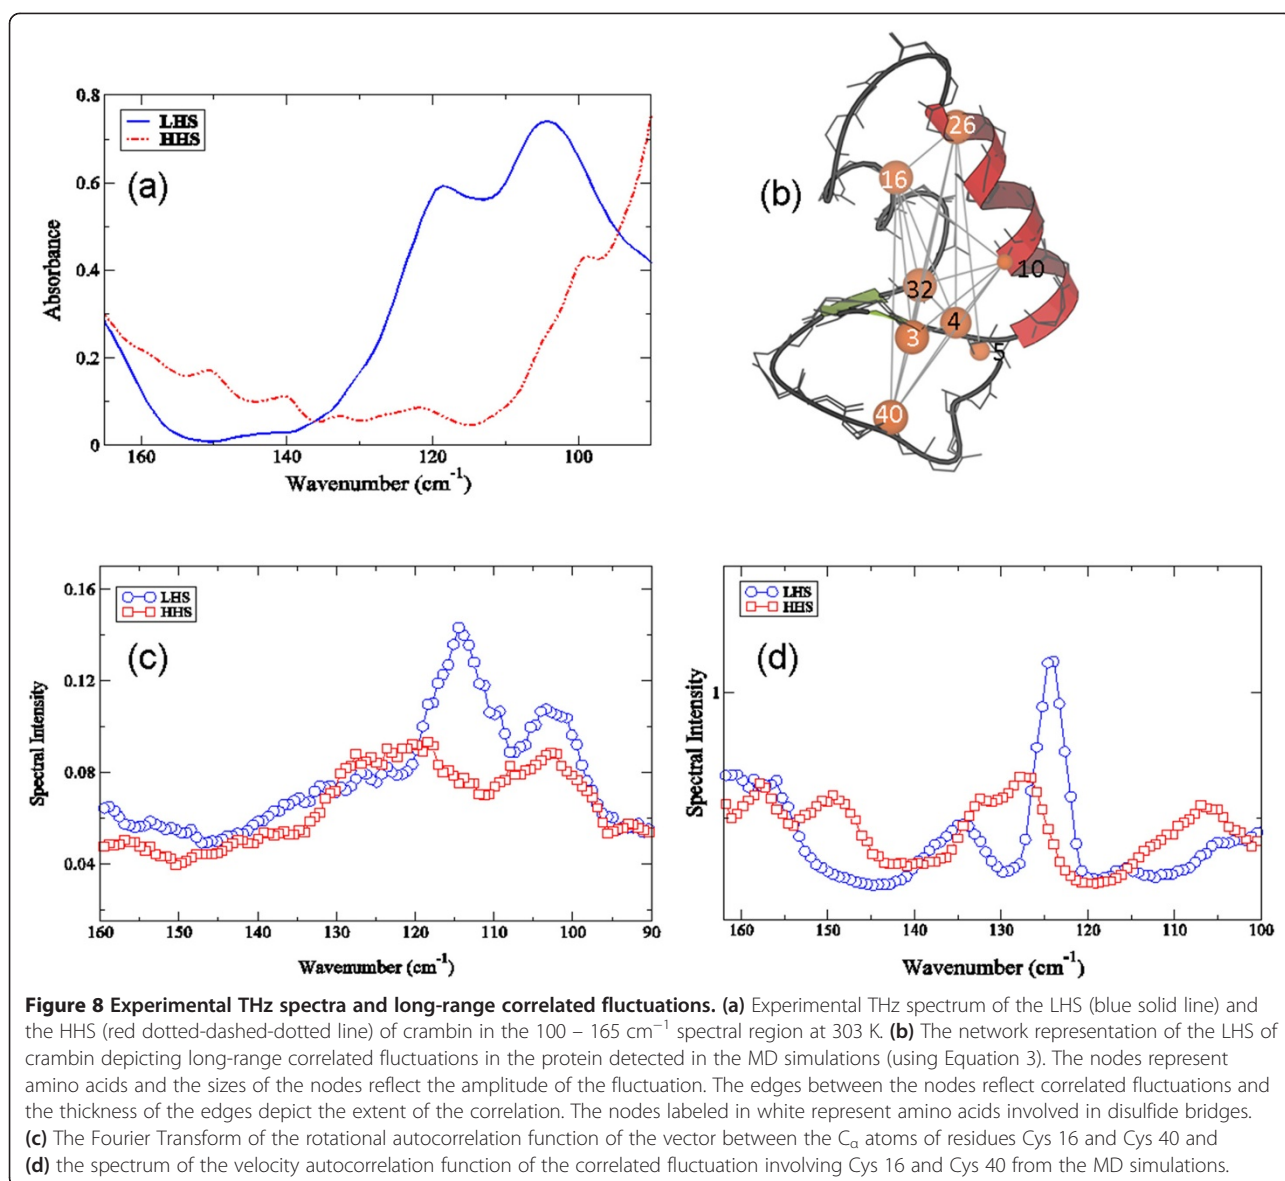 0.8
0.6
0.4
0.2
0
Absorbance
LHS
HHS
(a)
160 140 120 100
Wavenumber (cm-1)
(b)
26
16
10
32
4
3
5
40
0.16
0.12
0.08
0.04
Spectral Intensity
LHS
HHS
(c)
160 150 140 130 120 110 100 90
Wavenumber (cm-1)
1
Spectral Intensity
LHS
HHS
(d)
160 150 140 130 120 110 100
Wavenumber (cm-1)
Figure 8 Experimental THz spectra and long-range correlated fluctuations. (a) Experimental THz spectrum of the LHS (blue solid line) and
the HHS (red dotted-dashed-dotted line) of crambin in the 100 – 165 cm−1 spectral region at 303 K. (b) The network representation of the LHS of
crambin depicting long-range correlated fluctuations in the protein detected in the MD simulations (using Equation 3). The nodes represent
amino acids and the sizes of the nodes reflect the amplitude of the fluctuation. The edges between the nodes reflect correlated fluctuations and
the thickness of the edges depict the extent of the correlation. The nodes labeled in white represent amino acids involved in disulfide bridges.
(c) The Fourier Transform of the rotational autocorrelation function of the vector between the Cα atoms of residues Cys 16 and Cys 40 and
(d) the spectrum of the velocity autocorrelation function of the correlated fluctuation involving Cys 16 and Cys 40 from the MD simulations.